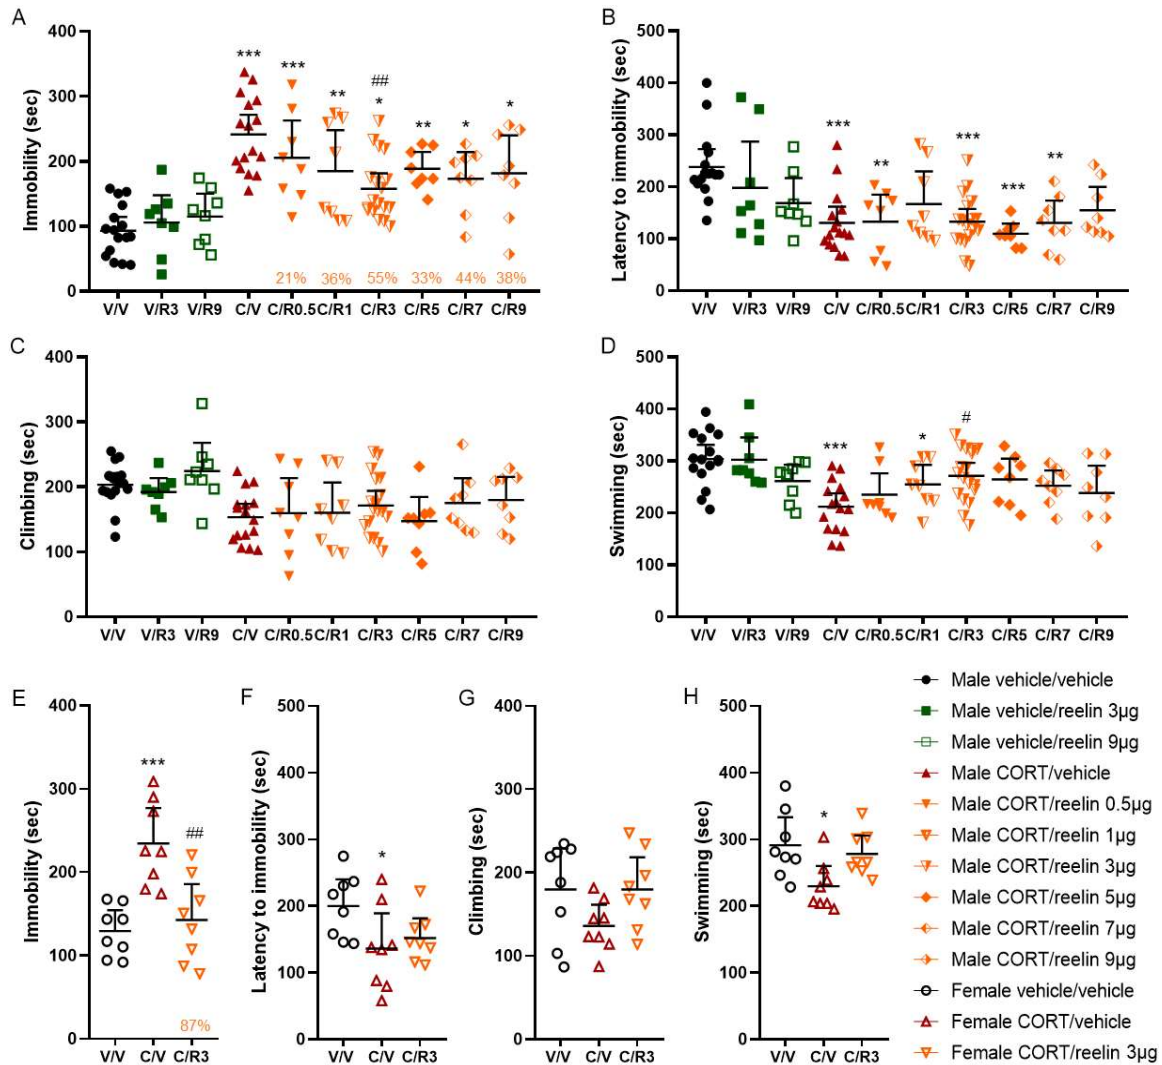 A
Immobility (sec)
400
300
200
100
0
***
***
**
##
*
**
*
*
21%
36%
55%
33%
44%
38%
V/V
V/R3
V/R9
C/V
C/R0.5
C/R1
C/R3
C/R5
C/R7
C/R9
B
Latency to immobility (sec)
500
400
300
200
100
0
***
**
***
***
**
V/V
V/R3
V/R9
C/V
C/R0.5
C/R1
C/R3
C/R5
C/R7
C/R9
C
Climbing (sec)
400
300
200
100
0
V/V
V/R3
V/R9
C/V
C/R0.5
C/R1
C/R3
C/R5
C/R7
C/R9
D
Swimming (sec)
500
400
300
200
100
0
***
*
#
V/V
V/R3
V/R9
C/V
C/R0.5
C/R1
C/R3
C/R5
C/R7
C/R9
E
Immobility (sec)
400
300
200
100
0
***
##
87%
V/V
C/V
C/R3
F
Latency to immobility (sec)
500
400
300
200
100
0
*
V/V
C/V
C/R3
G
Climbing (sec)
400
300
200
100
0
V/V
C/V
C/R3
H
Swimming (sec)
500
400
300
200
100
0
*
V/V
C/V
C/R3
Male vehicle/vehicle
Male vehicle/reelin 3µg
Male vehicle/reelin 9µg
Male CORT/vehicle
Male CORT/reelin 0.5µg
Male CORT/reelin 1µg
Male CORT/reelin 3µg
Male CORT/reelin 5µg
Male CORT/reelin 7µg
Male CORT/reelin 9µg
Female vehicle/vehicle
Female CORT/vehicle
Female CORT/reelin 3µg